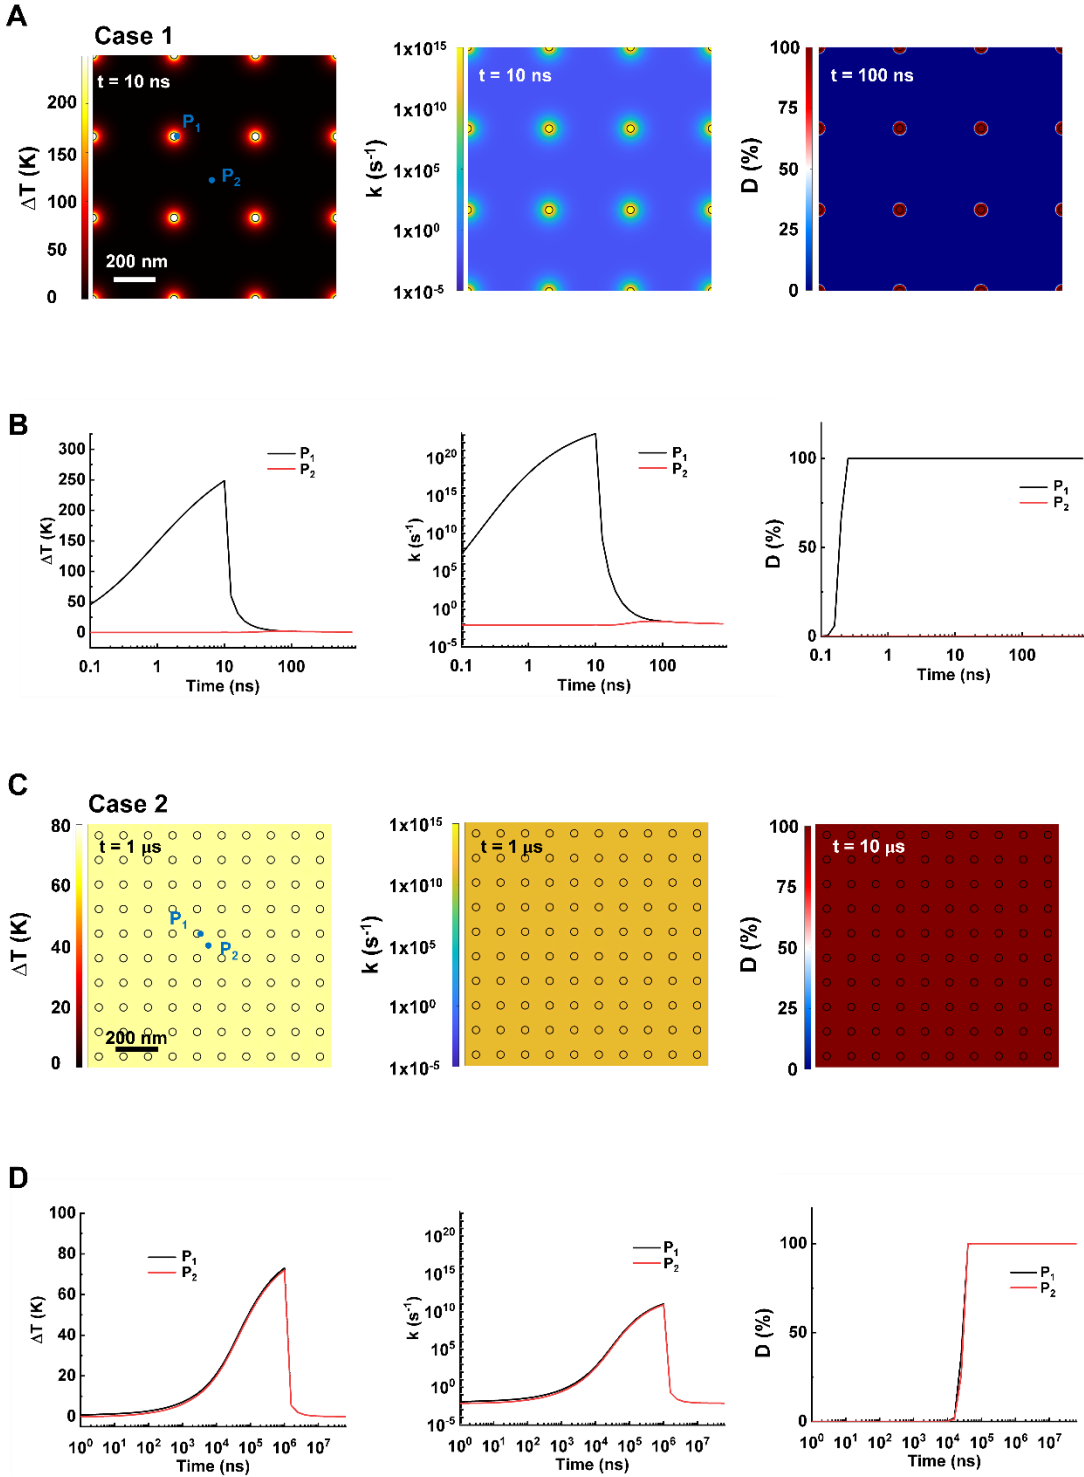 A
Case 1
t = 10 ns
P1
P2
200 nm
ΔT (K)
200
150
100
50
0
t = 10 ns
k (s-1)
1x10^15
1x10^10
1x10^5
1x10^0
1x10^-5
t = 100 ns
D (%)
100
75
50
25
0
B
ΔT (K)
300
250
200
150
100
50
0
P1
P2
0.1 1 10 100
Time (ns)
k (s-1)
10^20
10^15
10^10
10^5
10^0
10^-5
P1
P2
0.1 1 10 100
Time (ns)
D (%)
100
50
0
P1
P2
0.1 1 10 100
Time (ns)
C
Case 2
t = 1 μs
P1
P2
200 nm
ΔT (K)
80
60
40
20
0
t = 1 μs
k (s-1)
1x10^15
1x10^10
1x10^5
1x10^0
1x10^-5
t = 10 μs
D (%)
100
75
50
25
0
D
ΔT (K)
100
80
60
40
20
0
P1
P2
10^0 10^1 10^2 10^3 10^4 10^5 10^6 10^7
Time (ns)
k (s-1)
10^20
10^15
10^10
10^5
10^0
10^-5
P1
P2
10^0 10^1 10^2 10^3 10^4 10^5 10^6 10^7
Time (ns)
D (%)
100
50
0
P1
P2
10^0 10^1 10^2 10^3 10^4 10^5 10^6 10^7
Time (ns)